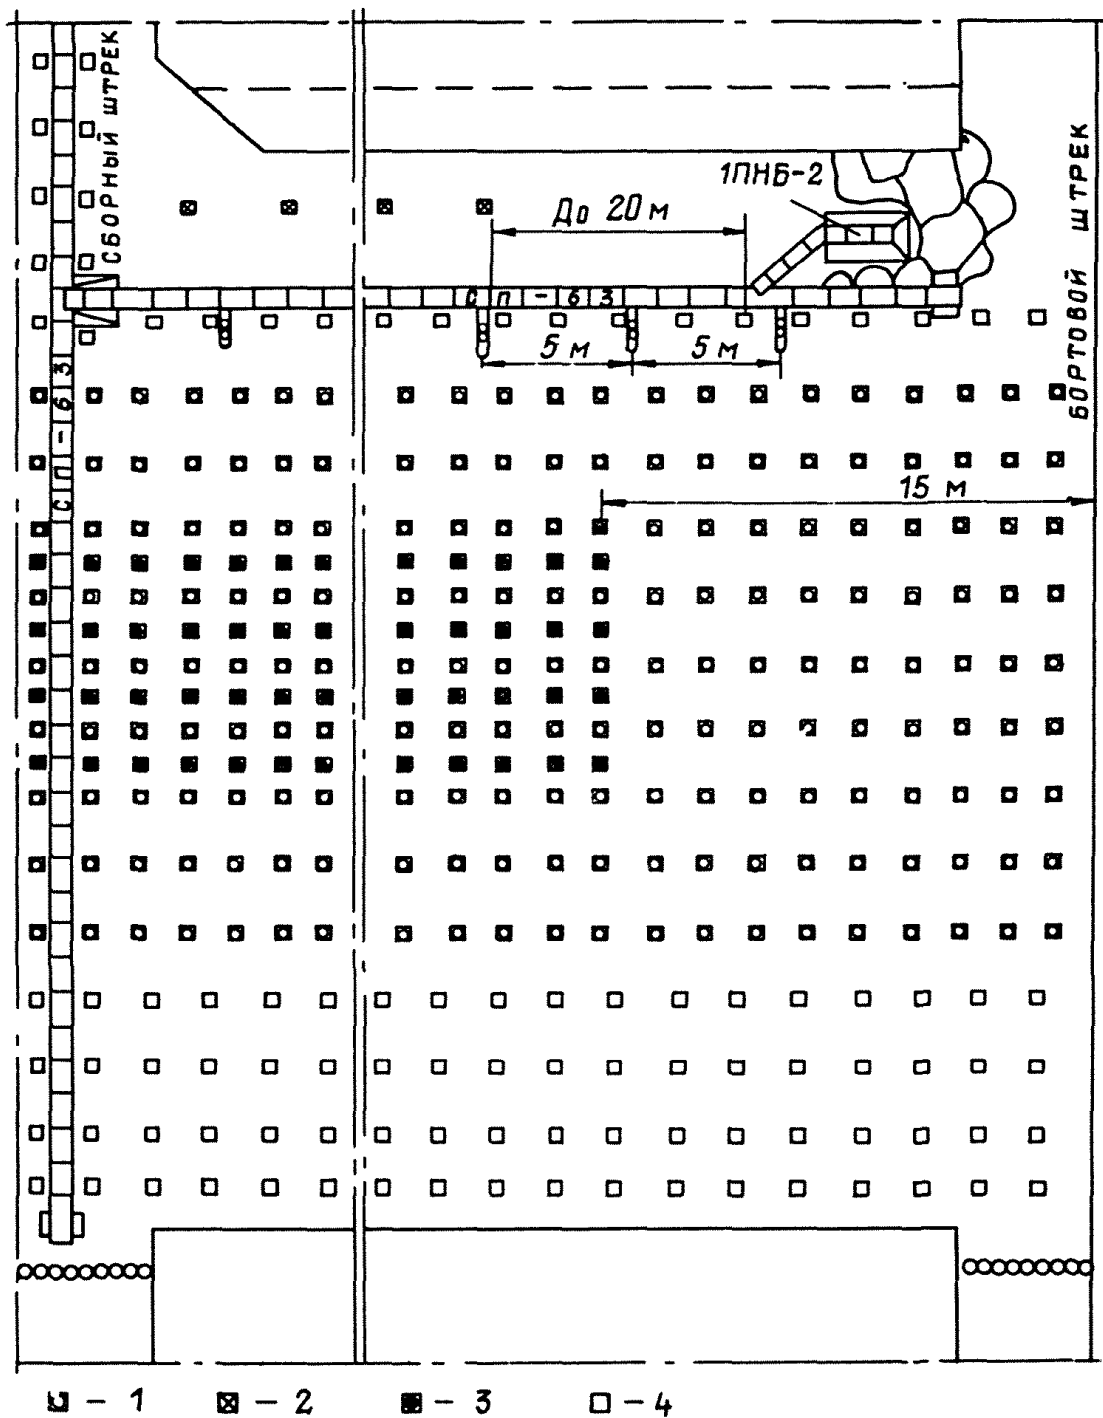 СБОРНЫЙ ШТРЕК
1ПНБ-2
До 20 м
БОРТОВОЙ ШТРЕК
СП-63
5 м
5 м
СП-63
15 м
- 1
- 2
- 3
- 4